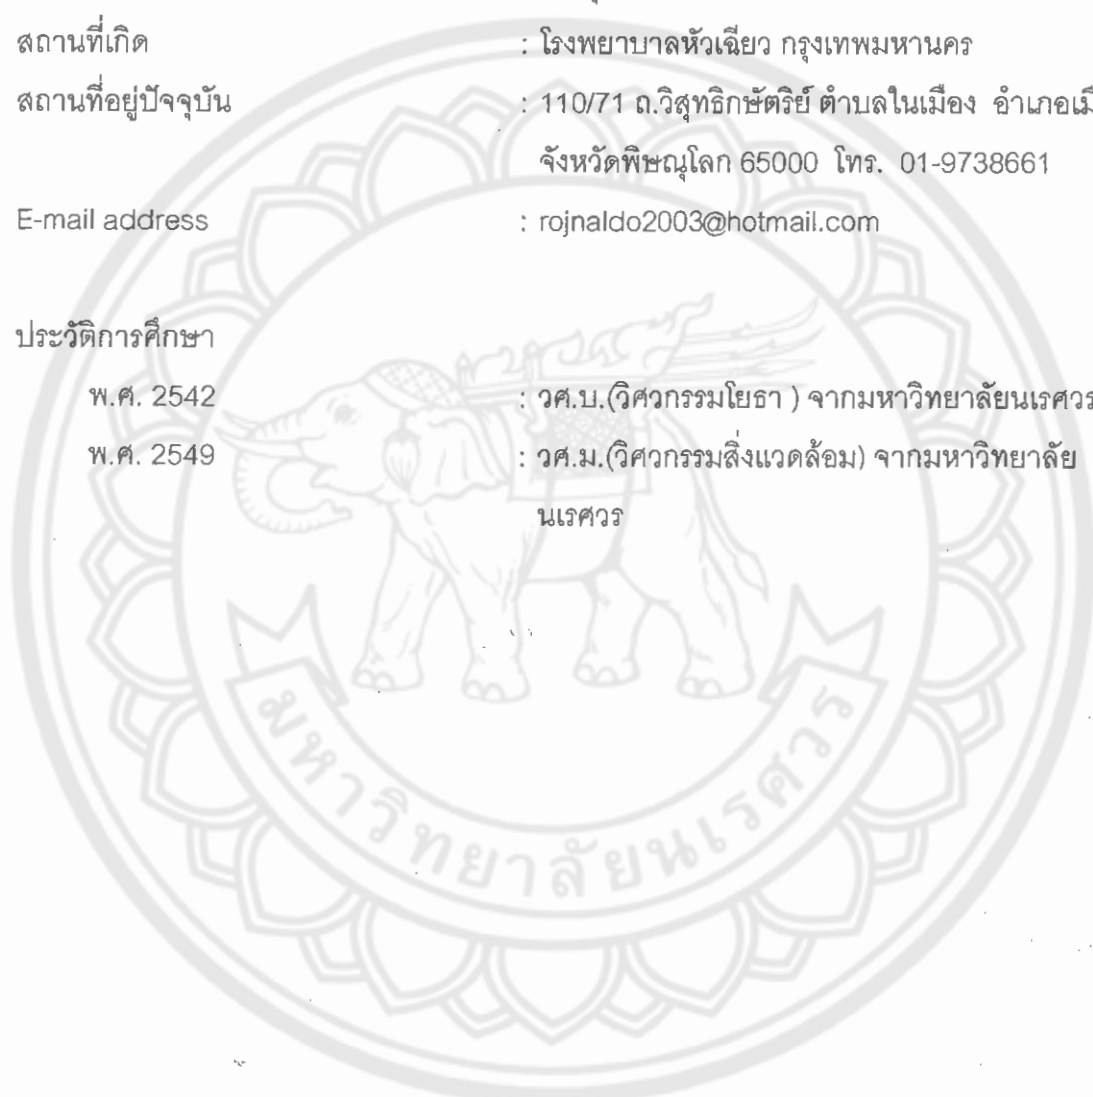 สถานที่เกิด : โรงพยาบาลหัวเฉียว กรุงเทพมหานคร
สถานที่อยู่ปัจจุบัน : 110/71 ถ.วิสุทธิกษัตริย์ ตำบลในเมือง อำเภอเมื
จังหวัดพิษณุโลก 65000 โทร. 01-9738661
E-mail address : rojnaldo2003@hotmail.com
ประวัติการศึกษา
พ.ศ. 2542 : วศ.บ.(วิศวกรรมโยธา ) จากมหาวิทยาลัยนเรศวร
พ.ศ. 2549 : วศ.ม.(วิศวกรรมสิ่งแวดล้อม) จากมหาวิทยาลัย
นเรศวร
มหาวิทยาลัยนเรศวร